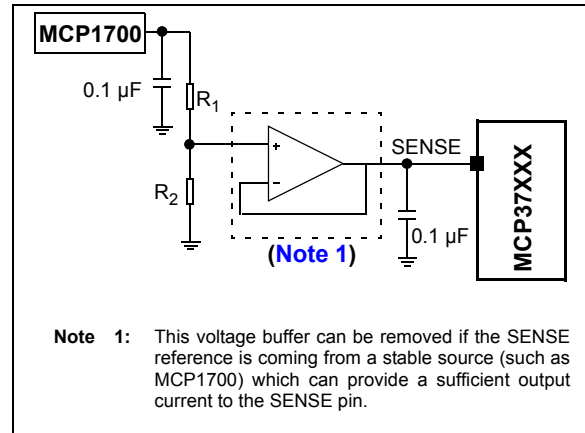 MCP1700
0.1 µF
R1
R2
+
–
SENSE
0.1 µF
MCP37XXX
(Note 1)
Note 1: This voltage buffer can be removed if the SENSE
reference is coming from a stable source (such as
MCP1700) which can provide a sufficient output
current to the SENSE pin.